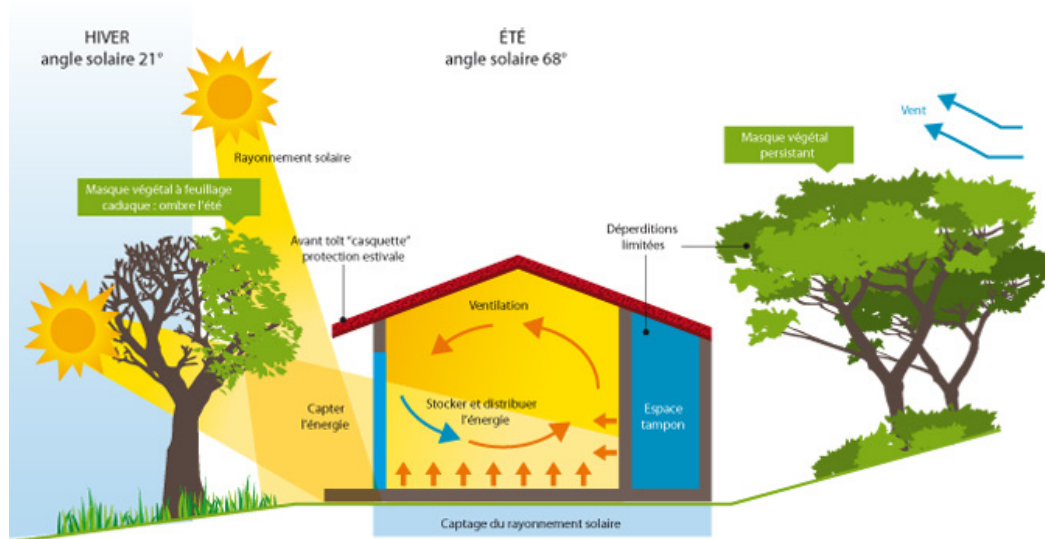 HIVER
angle solaire 21°
ÉTÉ
angle solaire 68°
Vent
Masque végétal
persistant
Rayonnement solaire
Masque végétal à feuillage
caduque : ombre l'été
Avant toît "casquette"
protection estivale
Déperditions
limitées
Ventilation
Capter
l'énergie
Stocker et distribuer
l'énergie
Espace
tampon
Captage du rayonnement solaire